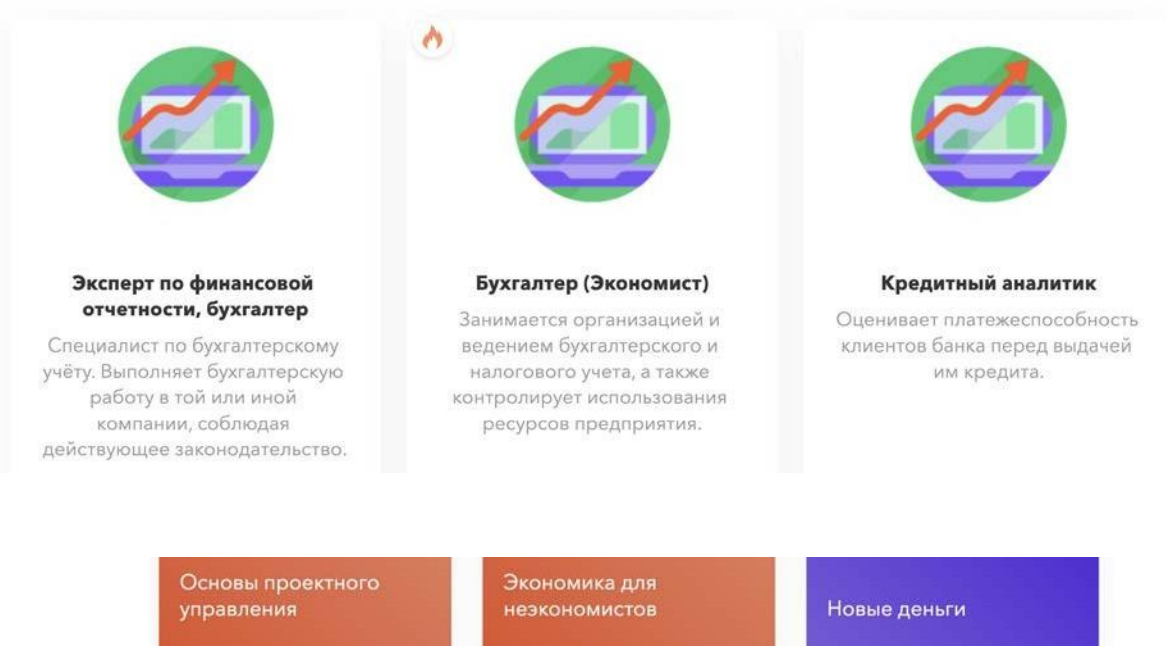 Эксперт по финансовой
отчетности, бухгалтер
Специалист по бухгалтерскому
учёту. Выполняет бухгалтерскую
работу в той или иной
компании, соблюдая
действующее законодательство.
Бухгалтер (Экономист)
Занимается организацией и
ведением бухгалтерского и
налогового учета, а также
контролирует использования
ресурсов предприятия.
Кредитный аналитик
Оценивает платежеспособность
клиентов банка перед выдачей
им кредита.
Основы проектного
управления
Экономика для
неэкономистов
Новые деньги